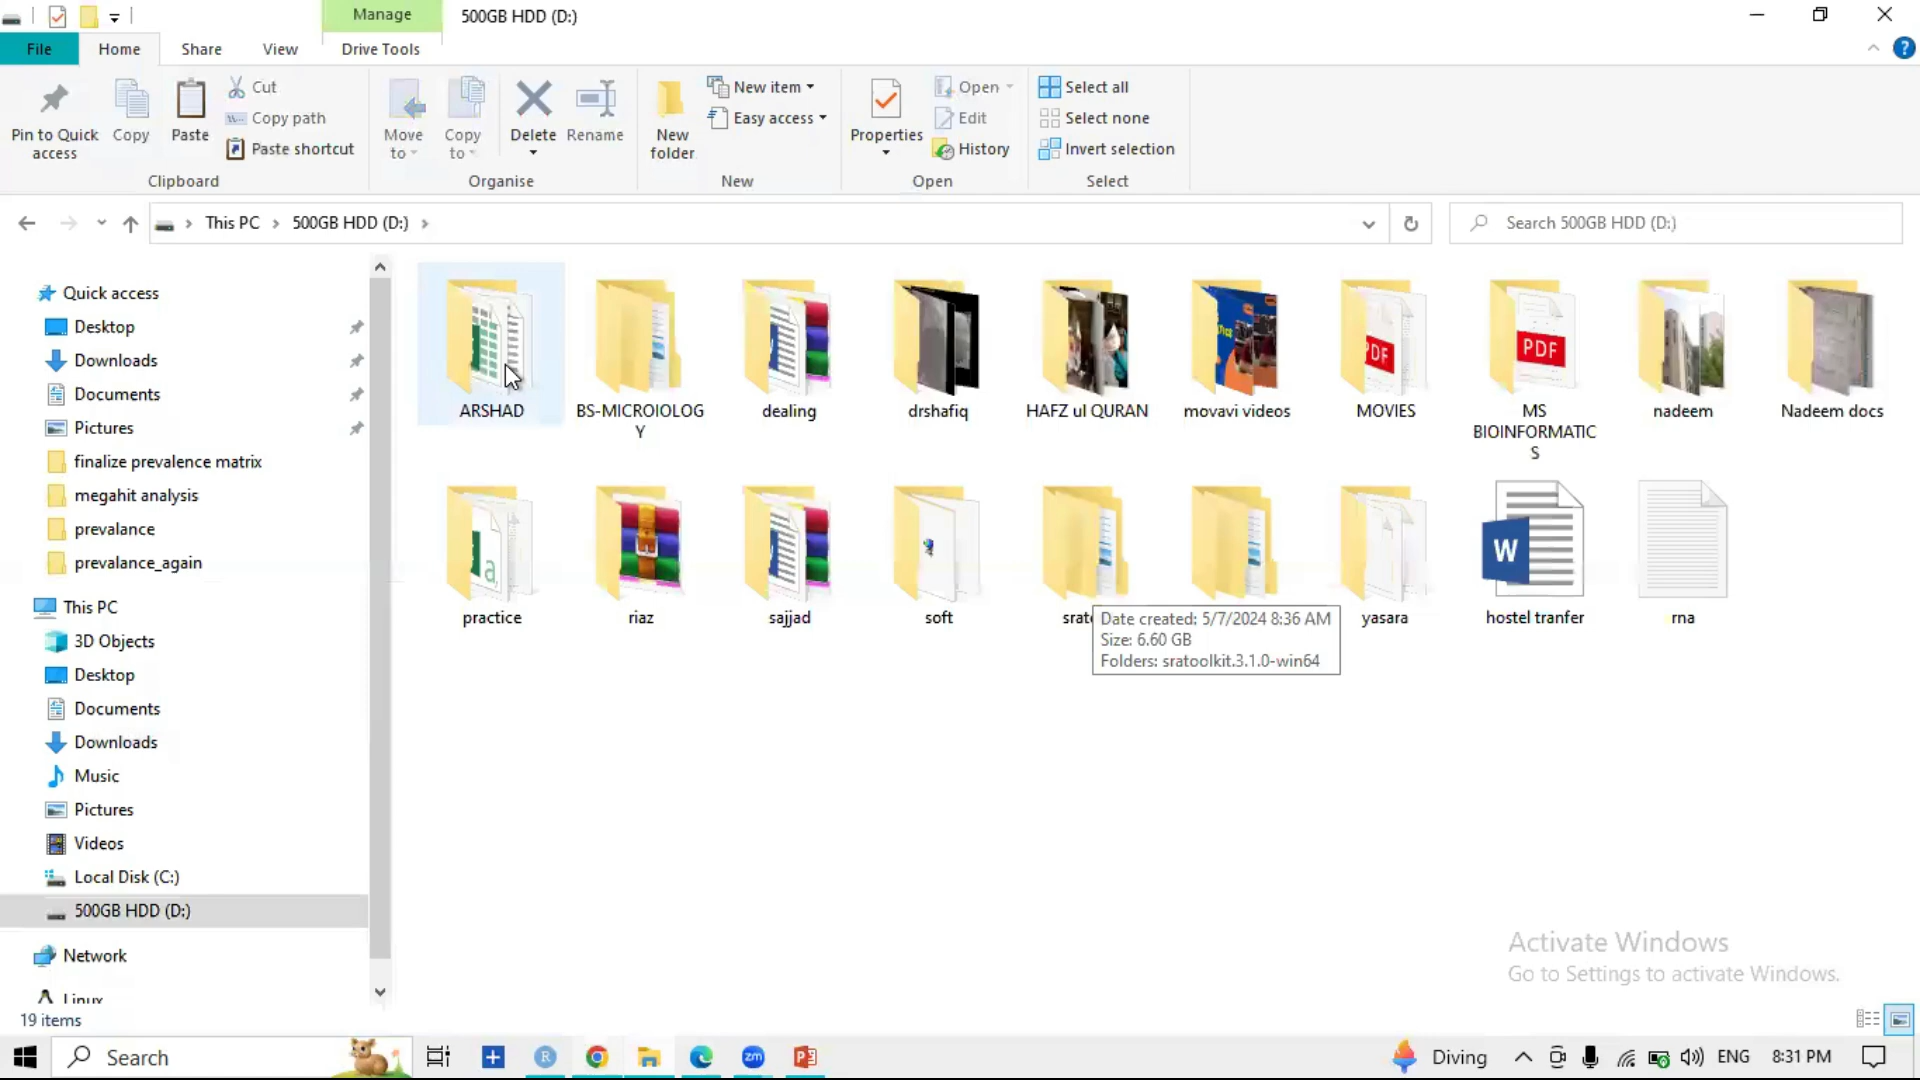 Manage
500GB HDD (D:)
File
Home
Share
View
Drive Tools
Pin to Quick access
Copy
Paste
Cut
Copy path
Paste shortcut
Clipboard
Move to
Copy to
Delete
Rename
Organise
New folder
New item
Easy access
New
Properties
Open
Edit
History
Open
Select all
Select none
Invert selection
Select
This PC
500GB HDD (D:)
Search 500GB HDD (D:)
Quick access
Desktop
Downloads
Documents
Pictures
finalize prevalence matrix
megahit analysis
prevalance
prevalance_again
This PC
3D Objects
Desktop
Documents
Downloads
Music
Pictures
Videos
Local Disk (C:)
500GB HDD (D:)
Network
Linux
ARSHAD
BS-MICROIOLOG
Y
dealing
drshafiq
HAFZ ul QURAN
movavi videos
MOVIES
MS
BIOINFORMATIC
S
nadeem
Nadeem docs
PDF
PDF
practice
riaz
sajjad
soft
yasara
hostel tranfer
rna
W
Date created: 5/7/2024 8:36 AM
Size: 6.60 GB
Folders: sratoolkit.3.1.0-win64
Activate Windows
Go to Settings to activate Windows.
19 items
Search
R
zm
Diving
ENG
8:31 PM